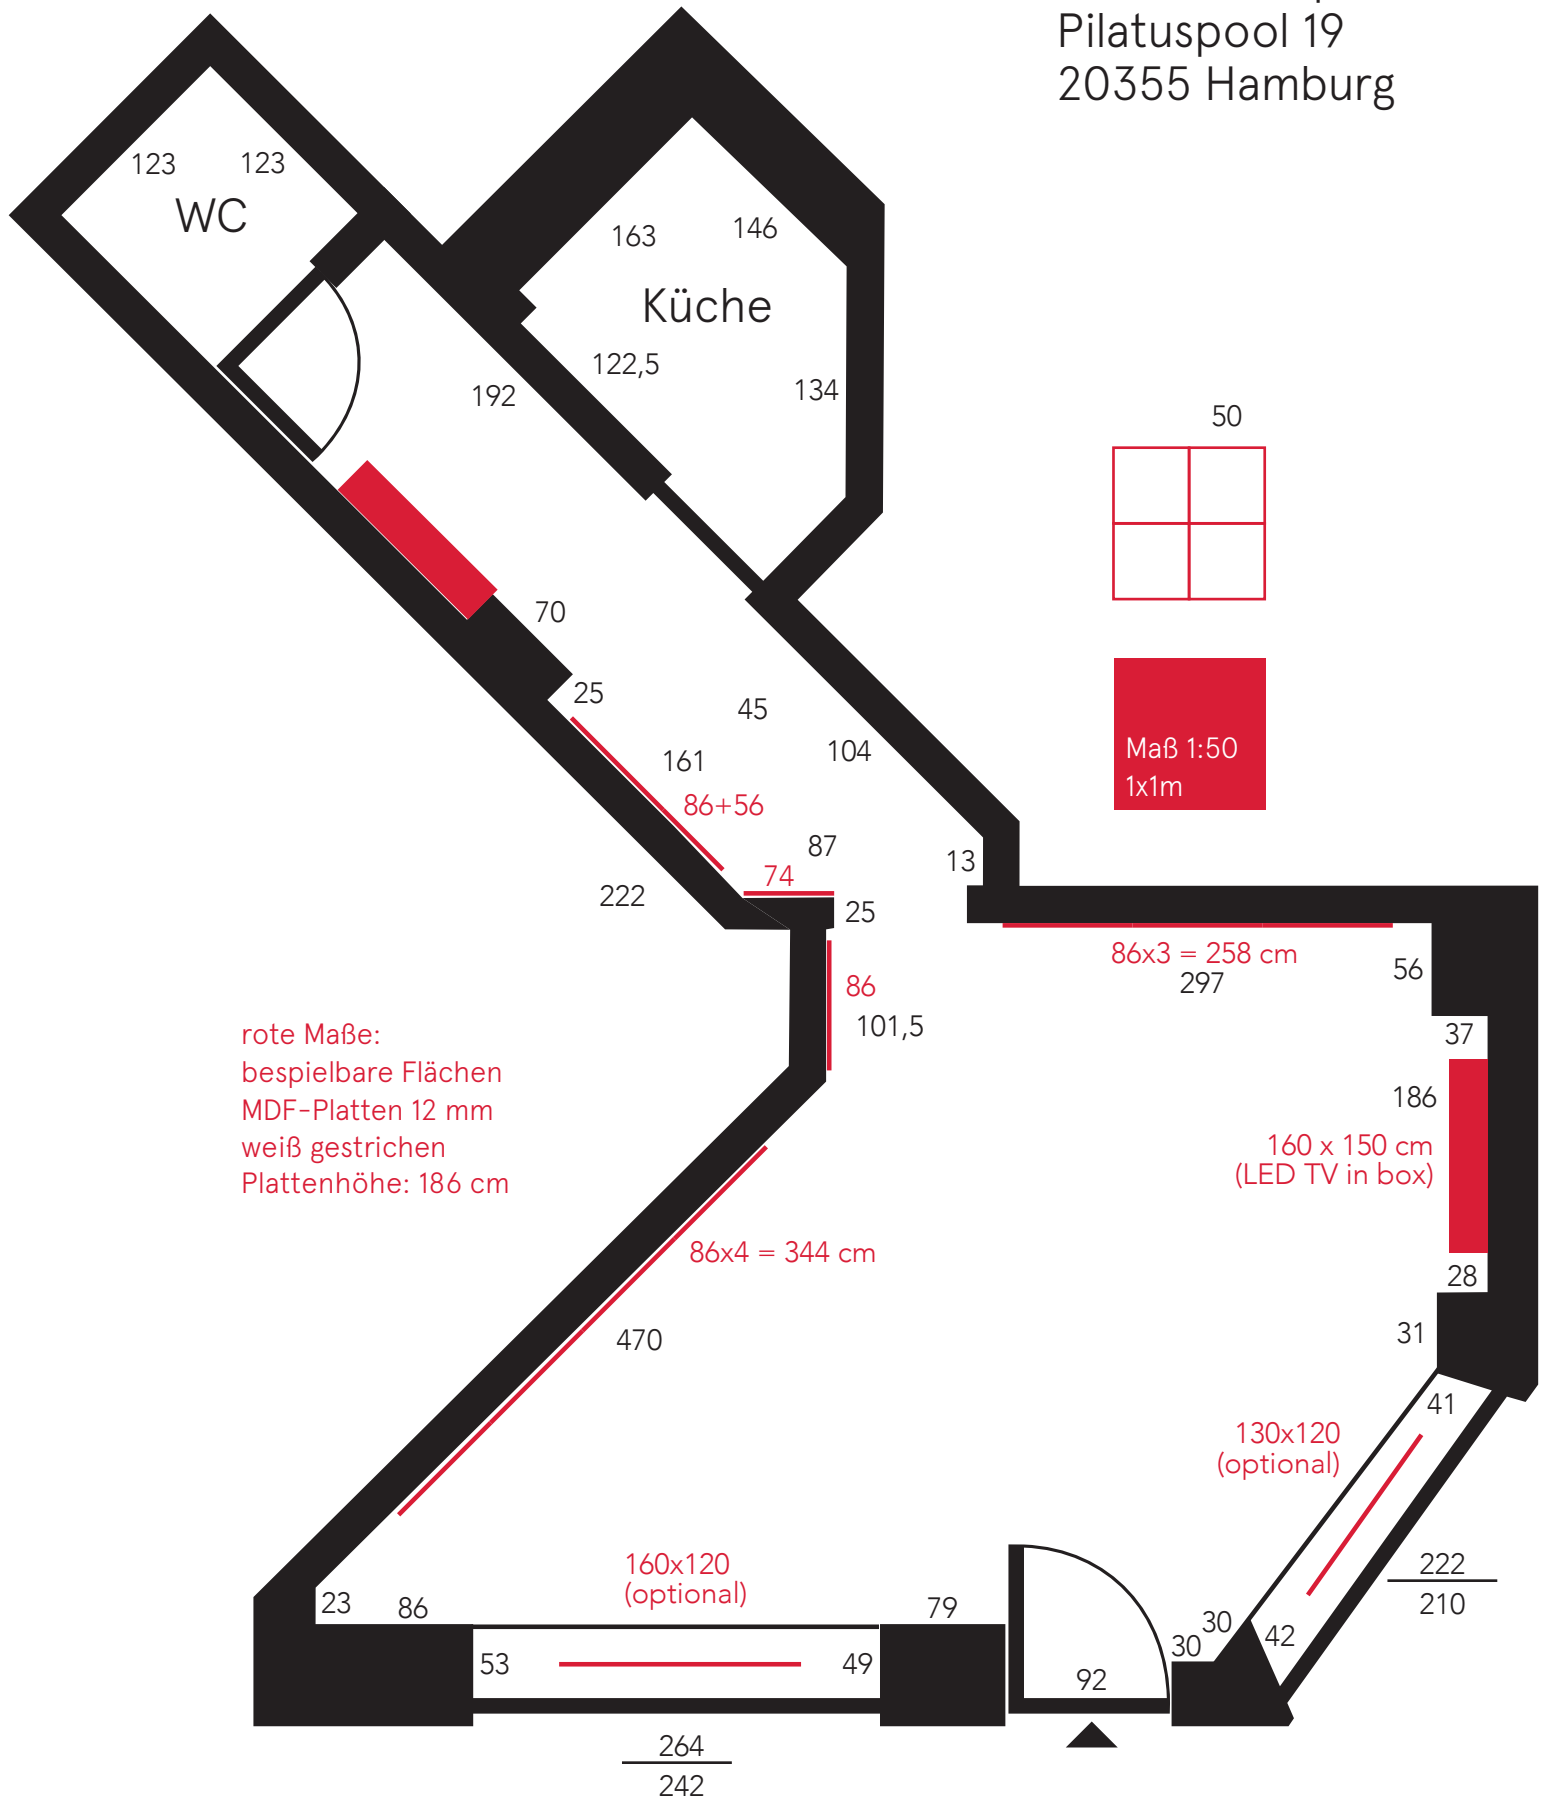 Pilatuspool 19
20355 Hamburg
123
123
WC
163
146
Küche
122,5
134
192
50
70
25
45
161
104
Maß 1:50
1x1m
86+56
87
13
74
222
25
86x3 = 258 cm
297
56
86
101,5
37
rote Maße:
bespielbare Flächen
MDF-Platten 12 mm
weiß gestrichen
Plattenhöhe: 186 cm
186
160 x 150 cm
(LED TV in box)
86x4 = 344 cm
28
470
31
41
130x120
(optional)
160x120
(optional)
222
210
23
86
79
30
30
42
53
49
92
264
242